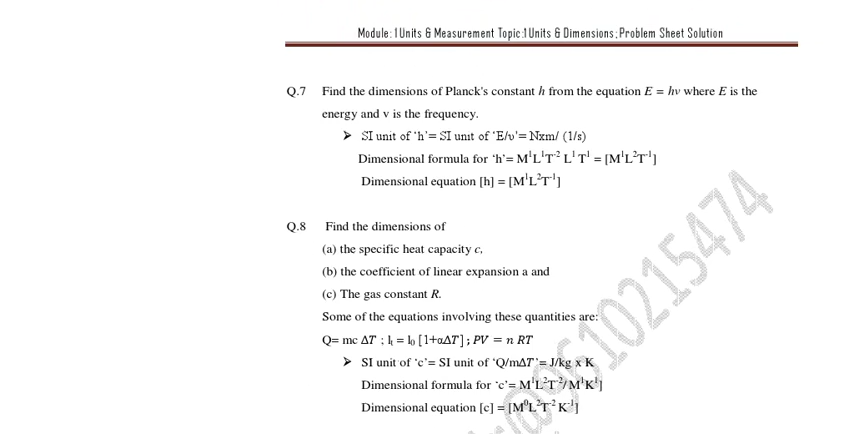 Module: 1 Units & Measurement Topic:1 Units & Dimensions; Problem Sheet Solution
Q.7 Find the dimensions of Planck's constant h from the equation E = hv where E is the
energy and v is the frequency.
➤ SI unit of 'h'= SI unit of 'E/υ'= Nxm/ (1/s)
Dimensional formula for 'h'= M¹L¹T⁻² L¹ T¹ = [M¹L²T⁻¹]
Dimensional equation [h] = [M¹L²T⁻¹]
Q.8 Find the dimensions of
(a) the specific heat capacity c,
(b) the coefficient of linear expansion a and
(c) The gas constant R.
Some of the equations involving these quantities are:
Q= mc ΔT ; lₜ = l₀ [1+αΔT] ; PV = n RT
➤ SI unit of 'c'= SI unit of 'Q/mΔT'= J/kg x K
Dimensional formula for 'c'= M¹L²T⁻²/M¹K¹]
Dimensional equation [c] = [M⁰L²T⁻² K⁻¹]
@9610215474